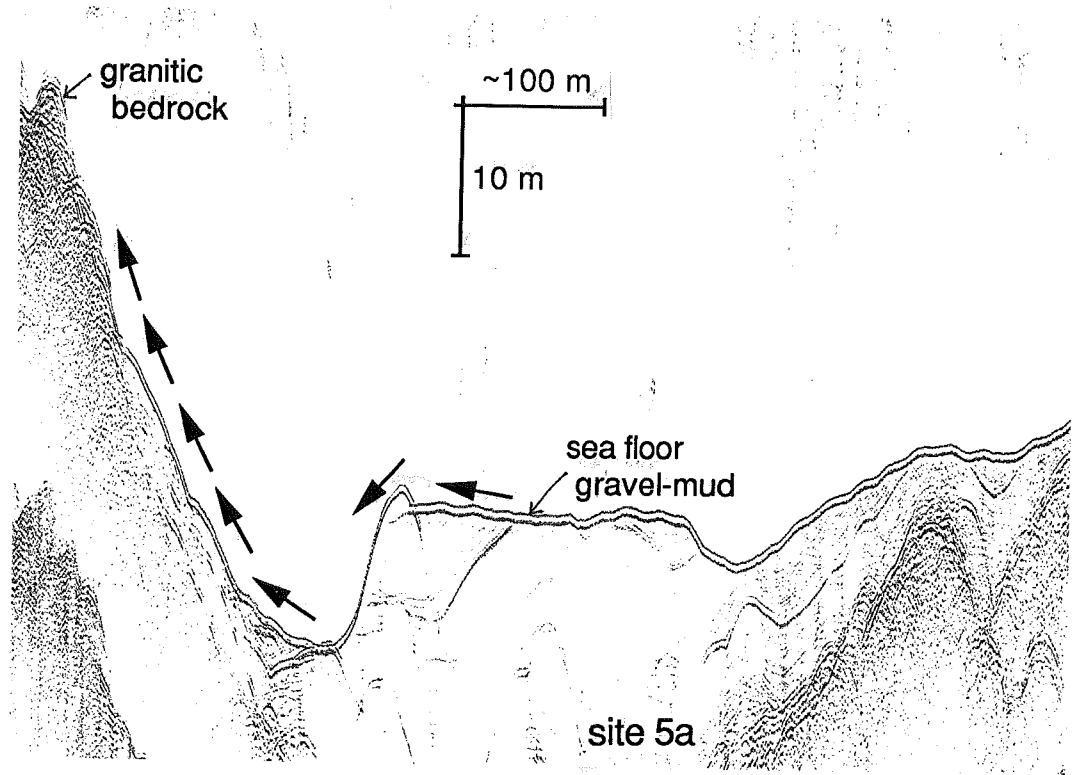 granitic
bedrock
~100 m
10 m
sea floor
gravel-mud
site 5a